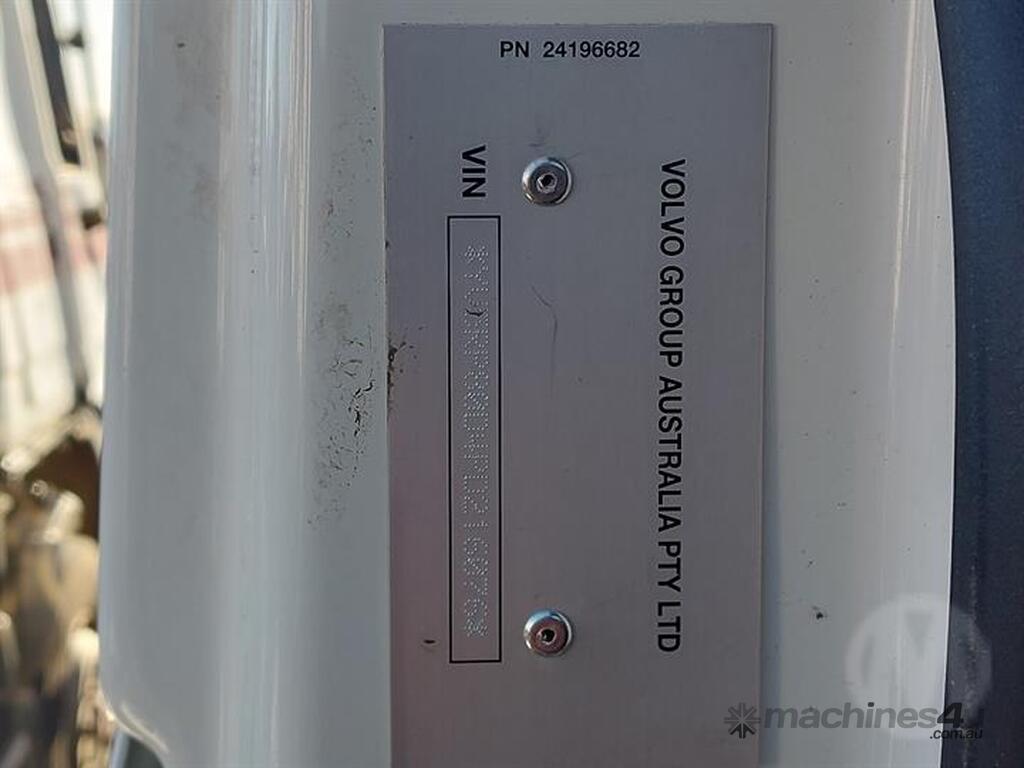 PN 24196682
VOLVO GROUP AUSTRALIA PTY LTD
VIN
machines4u
.com.au